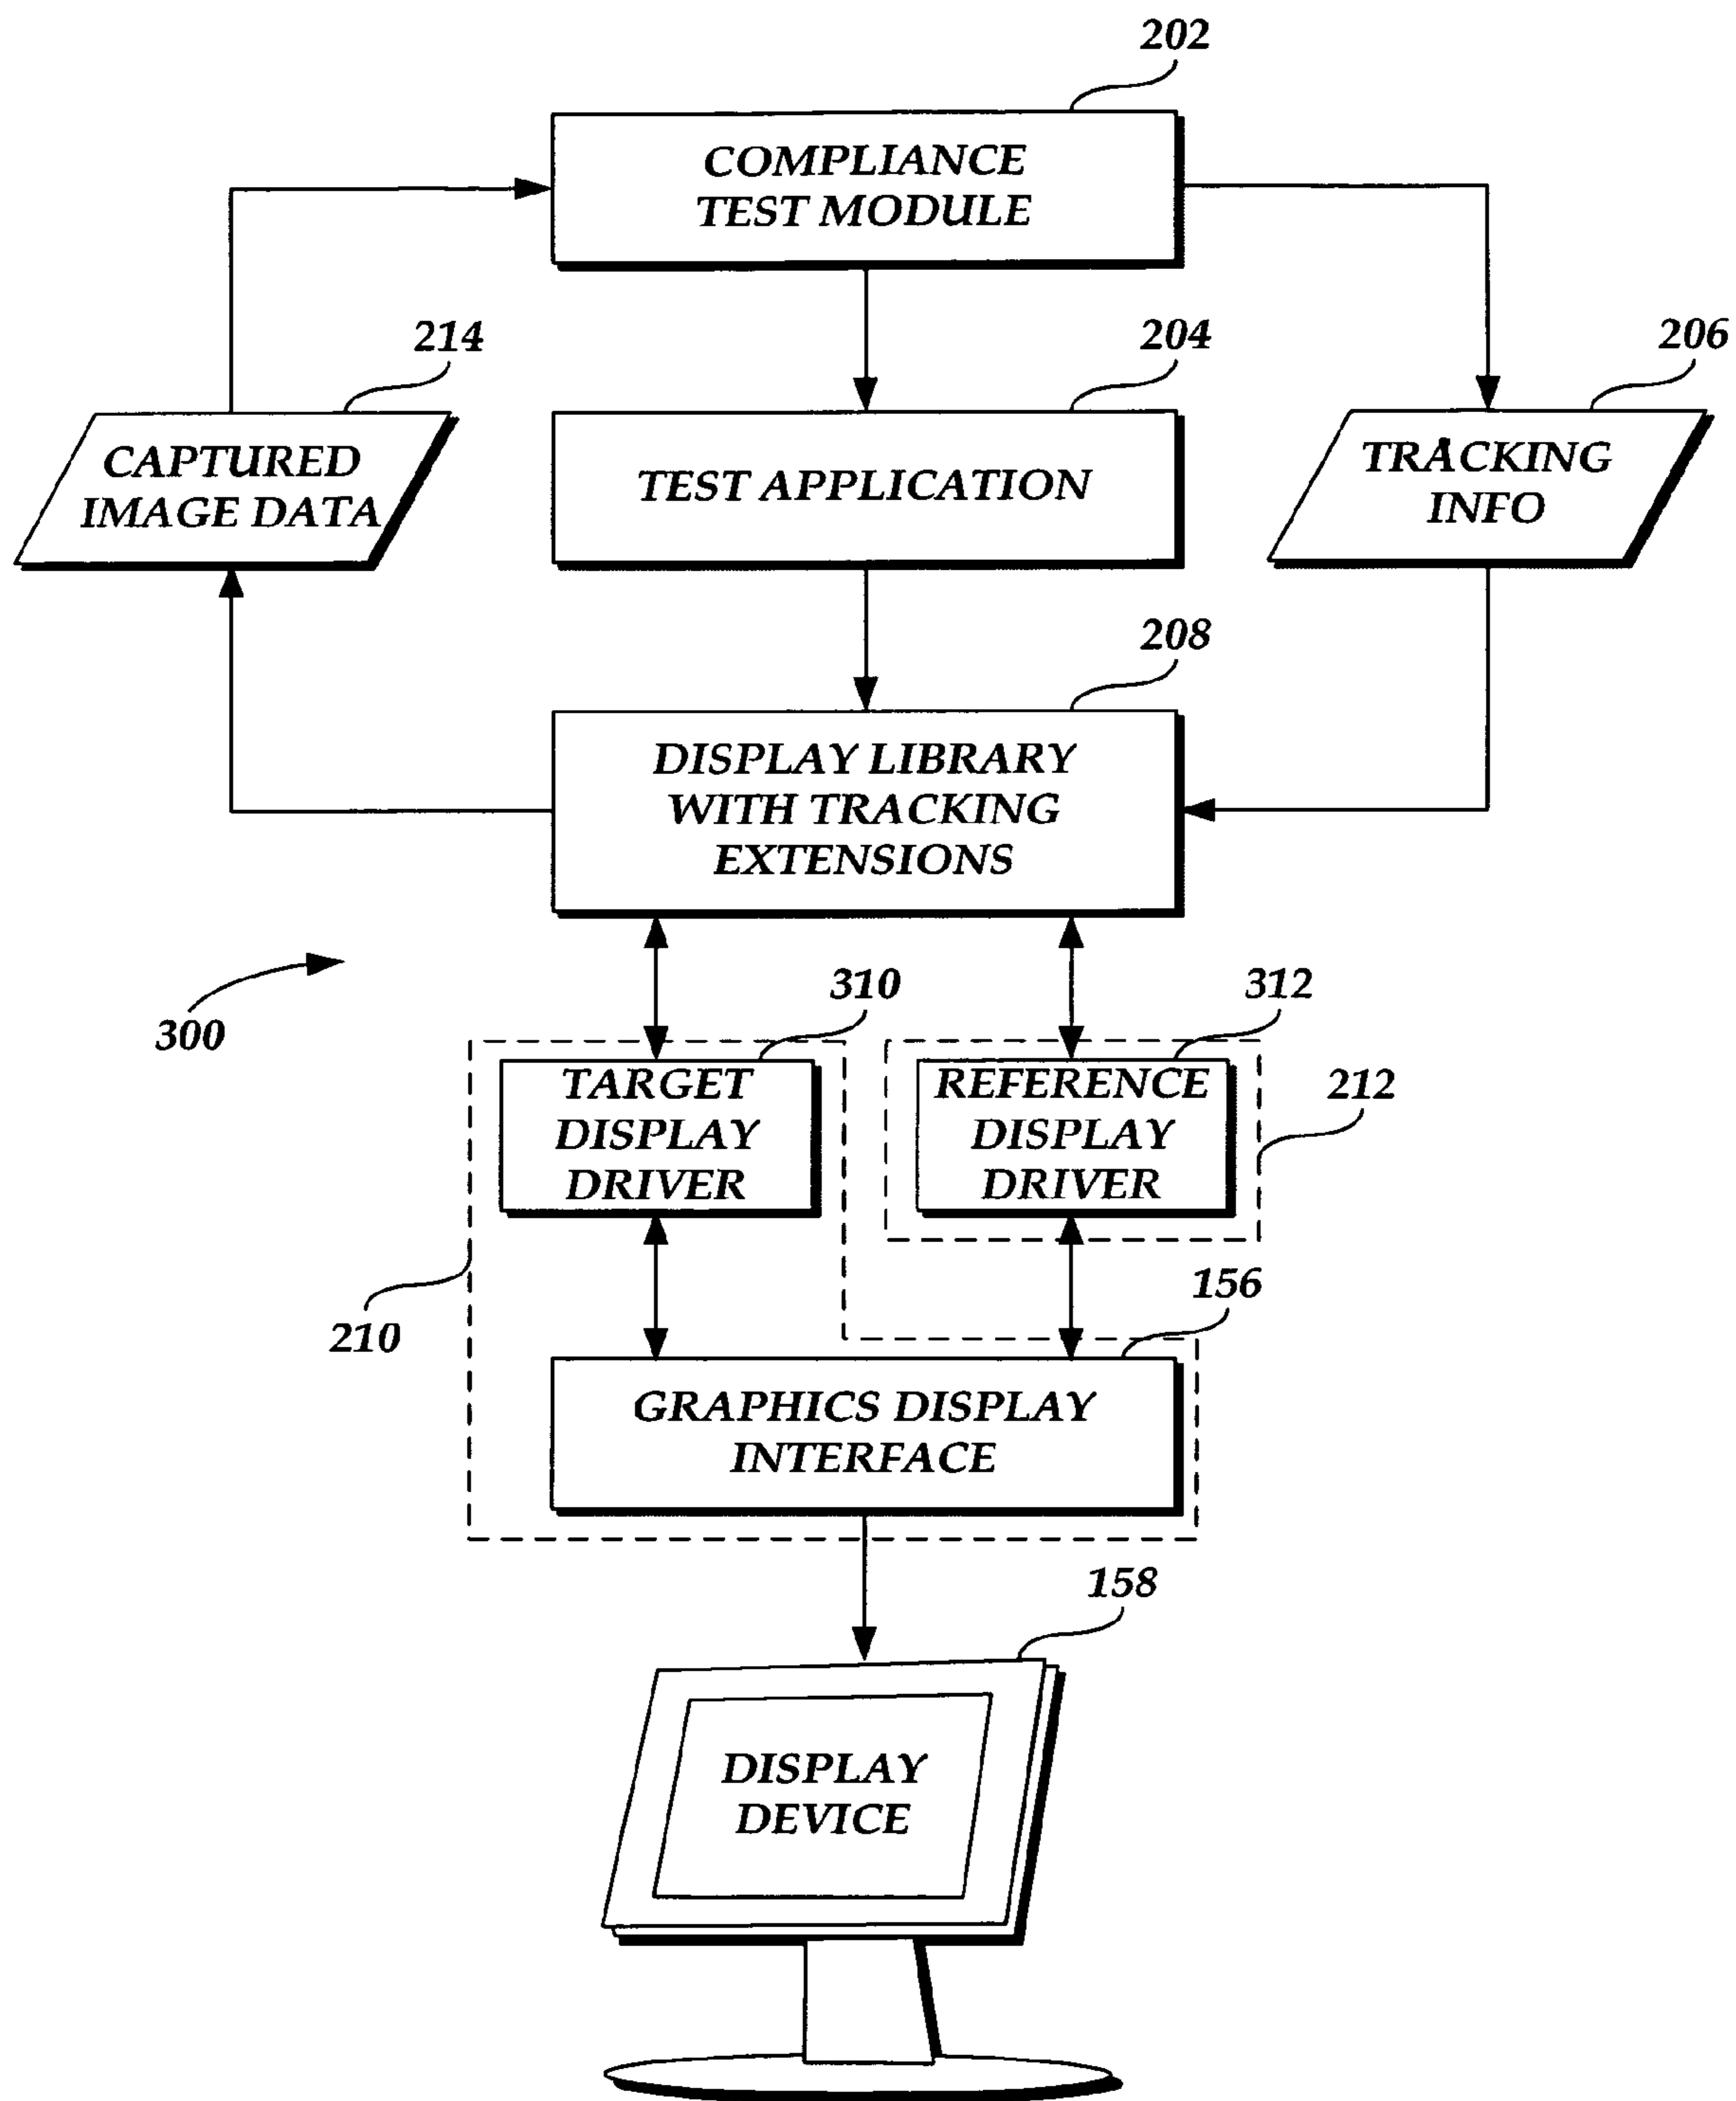 202
COMPLIANCE
TEST MODULE
214
204
206
CAPTURED
IMAGE DATA
TEST APPLICATION
TRACKING
INFO
208
DISPLAY LIBRARY
WITH TRACKING
EXTENSIONS
300
310
312
TARGET
DISPLAY
DRIVER
REFERENCE
DISPLAY
DRIVER
212
210
156
GRAPHICS DISPLAY
INTERFACE
158
DISPLAY
DEVICE